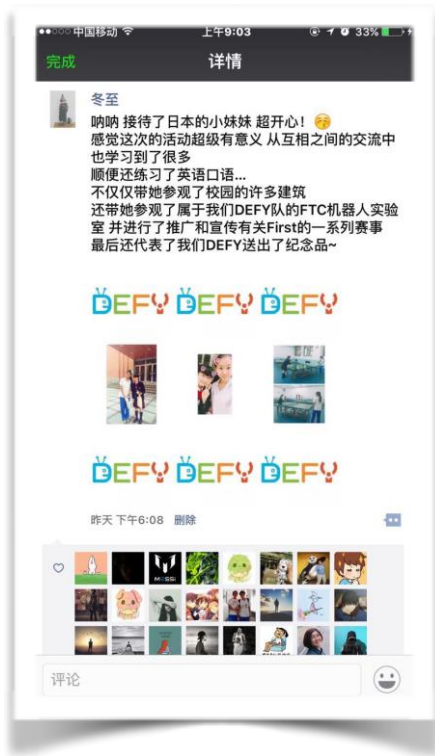 中国移动 上午9:03 33%
完成 详情
冬至
呐呐 接待了日本的小妹妹 超开心！
感觉这次的活动超级有意义 从互相之间的交流中
也学习到了很多
顺便还练习了英语口语...
不仅仅带她参观了校园的许多建筑
还带她参观了属于我们DEFY队的FTC机器人实验
室 并进行了推广和宣传有关First的一系列赛事
最后还代表了我们DEFY送出了纪念品~
DEFY DEFY DEFY
DEFY DEFY DEFY
昨天 下午6:08 删除
MESSI
评论